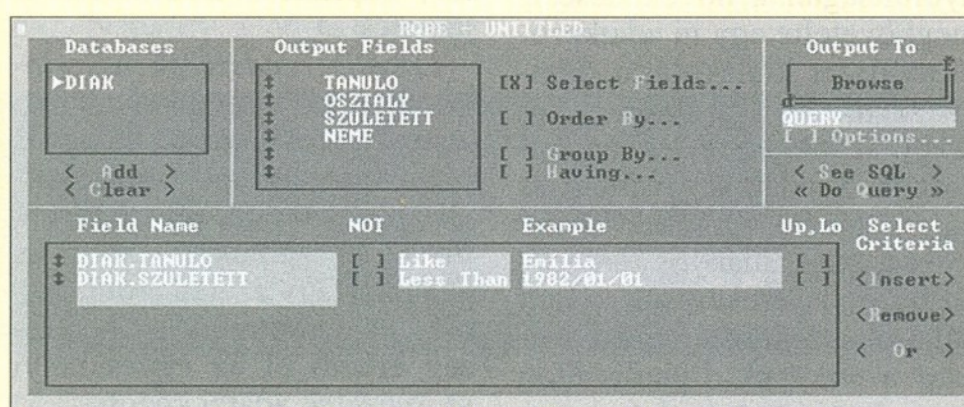 RQBE - UNTITLED
Databases
►DIAK
< Add >
< Clear >
Output Fields
↕ TANULO
↕ OSZTALY
↕ SZULETETT
↕ NEME
↕
[X] Select Fields...
[ ] Order By...
[ ] Group By...
[ ] Having...
Output To
Browse
QUERY
[ ] Options...
< See SQL >
« Do Query »
Field Name NOT Example Up.Lo Select Criteria
↕ DIAK.TANULO [ ] Like Emilia [ ]
↕ DIAK.SZULETETT [ ] Less Than 1982/01/01 [ ]
<Insert>
<Remove>
< Or >